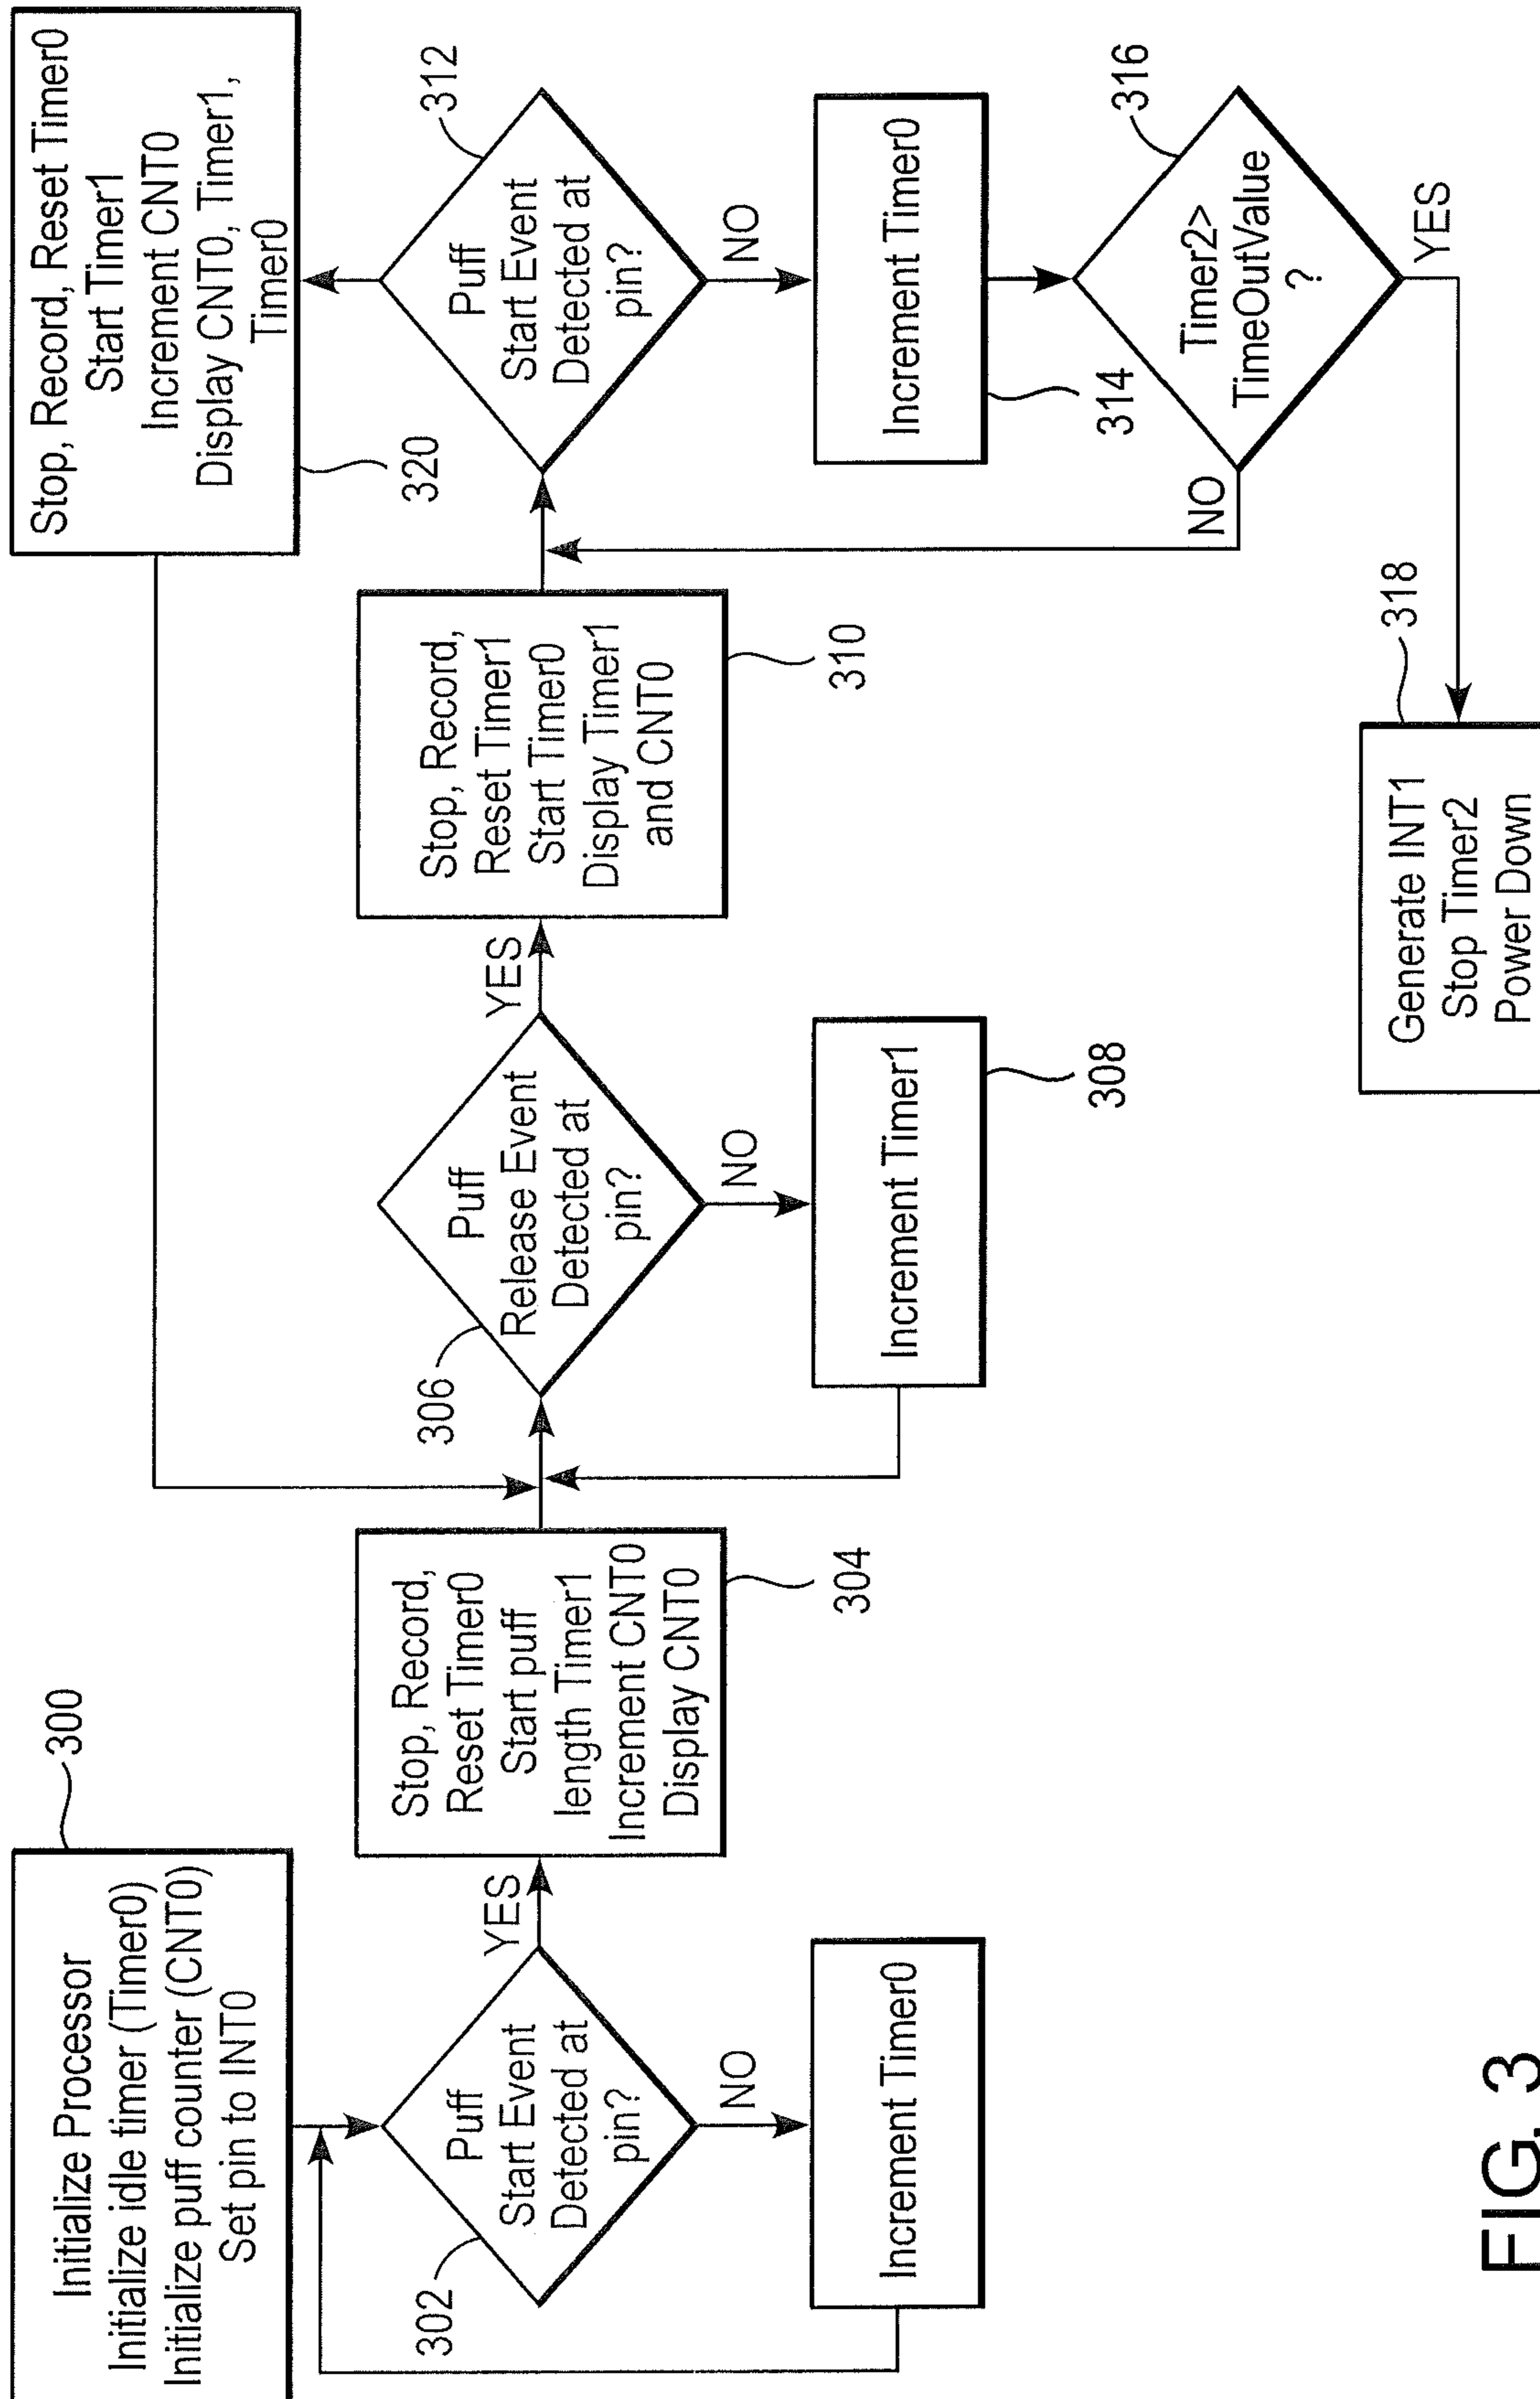 300
Initialize Processor
Initialize idle timer (Timer0)
Initialize puff counter (CNT0)
Set pin to INT0
302
Puff
Start Event
Detected at
pin?
YES
NO
Increment Timer0
Stop, Record,
Reset Timer0
Start puff
length Timer1
Increment CNT0
Display CNT0
304
306
Puff
Release Event
Detected at
pin?
YES
NO
Increment Timer1
308
Stop, Record,
Reset Timer1
Start Timer0
Display Timer1
and CNT0
310
Puff
Start Event
Detected at
pin?
312
NO
Increment Timer0
314
Timer2>
TimeOutValue
?
316
NO
YES
Generate INT1
Stop Timer2
Power Down
318
Stop, Record, Reset Timer0
Start Timer1
Increment CNT0
Display CNT0, Timer1,
Timer0
320
FIG. 3